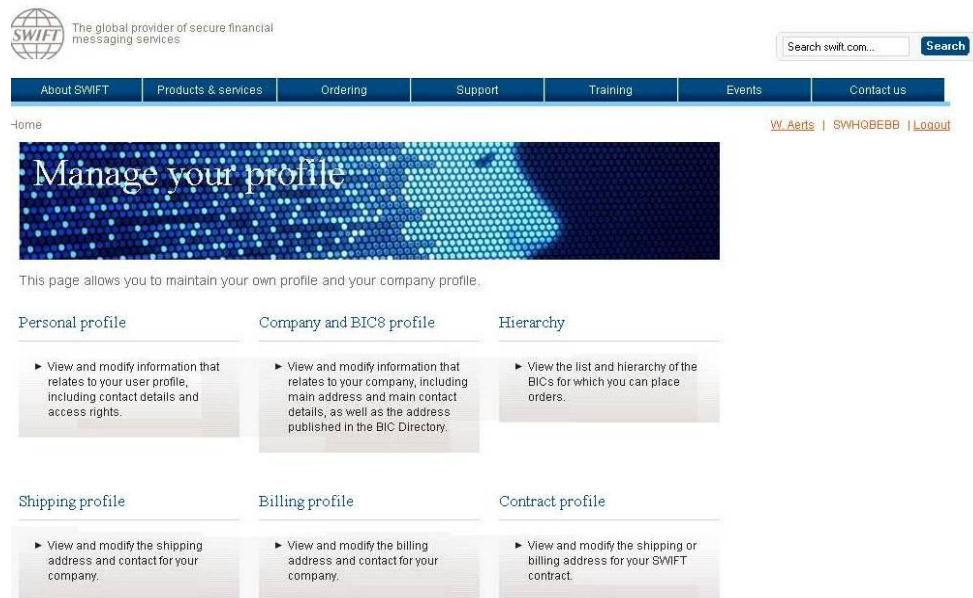 SWIFT
The global provider of secure financial
messaging services
Search swift.com... Search
About SWIFT Products & services Ordering Support Training Events Contact us
Home W. Aerts | SWHQBEBB | Logout
Manage your profile
This page allows you to maintain your own profile and your company profile.
Personal profile
► View and modify information that
relates to your user profile,
including contact details and
access rights.
Company and BIC8 profile
► View and modify information that
relates to your company, including
main address and main contact
details, as well as the address
published in the BIC Directory.
Hierarchy
► View the list and hierarchy of the
BICs for which you can place
orders.
Shipping profile
► View and modify the shipping
address and contact for your
company.
Billing profile
► View and modify the billing
address and contact for your
company.
Contract profile
► View and modify the shipping or
billing address for your SWIFT
contract.